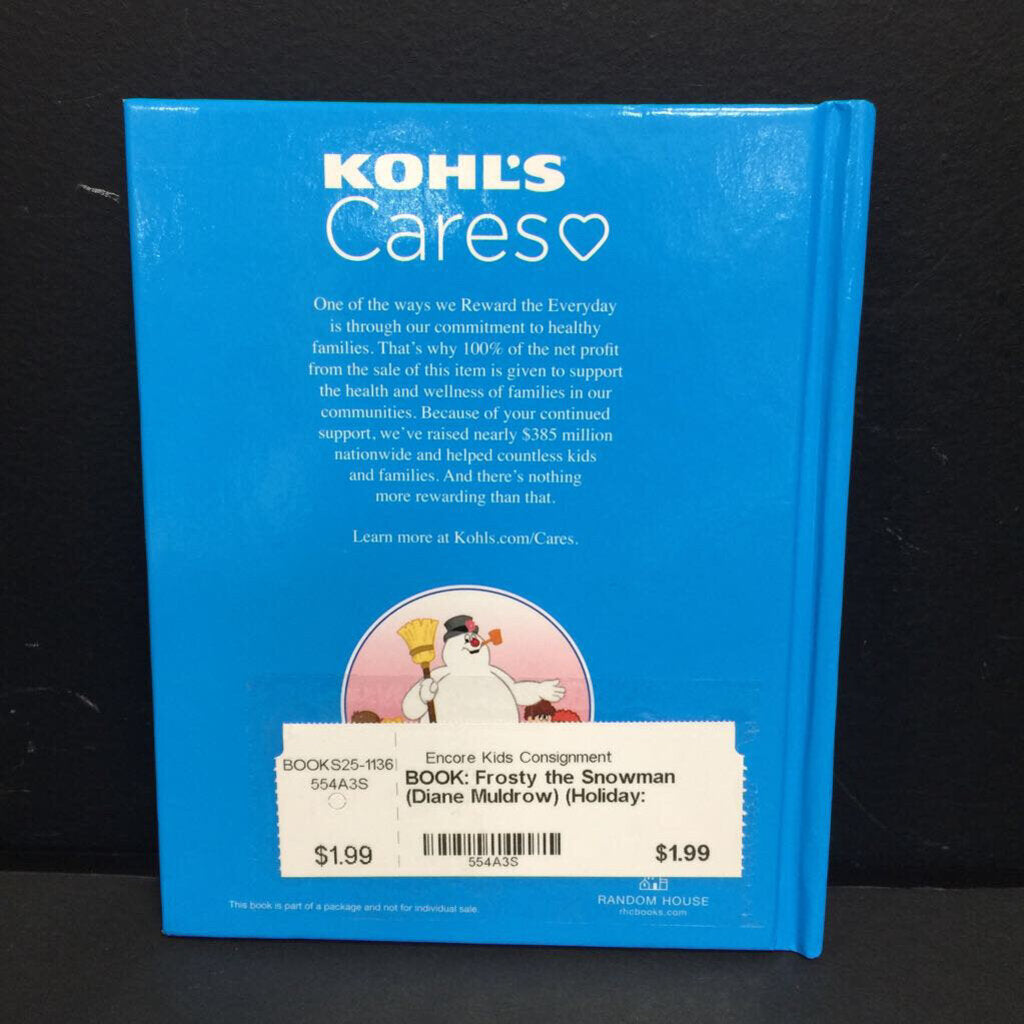 KOHL'S
Cares
One of the ways we Reward the Everyday
is through our commitment to healthy
families. That's why 100% of the net profit
from the sale of this item is given to support
the health and wellness of families in our
communities. Because of your continued
support, we've raised nearly $385 million
nationwide and helped countless kids
and families. And there's nothing
more rewarding than that.
Learn more at Kohls.com/Cares.
BOOKS25-1136
554A3S
$1.99
Encore Kids Consignment
BOOK: Frosty the Snowman
(Diane Muldrow) (Holiday:
554A3S
$1.99
This book is part of a package and not for individual sale.
RANDOM HOUSE
rhcbooks.com